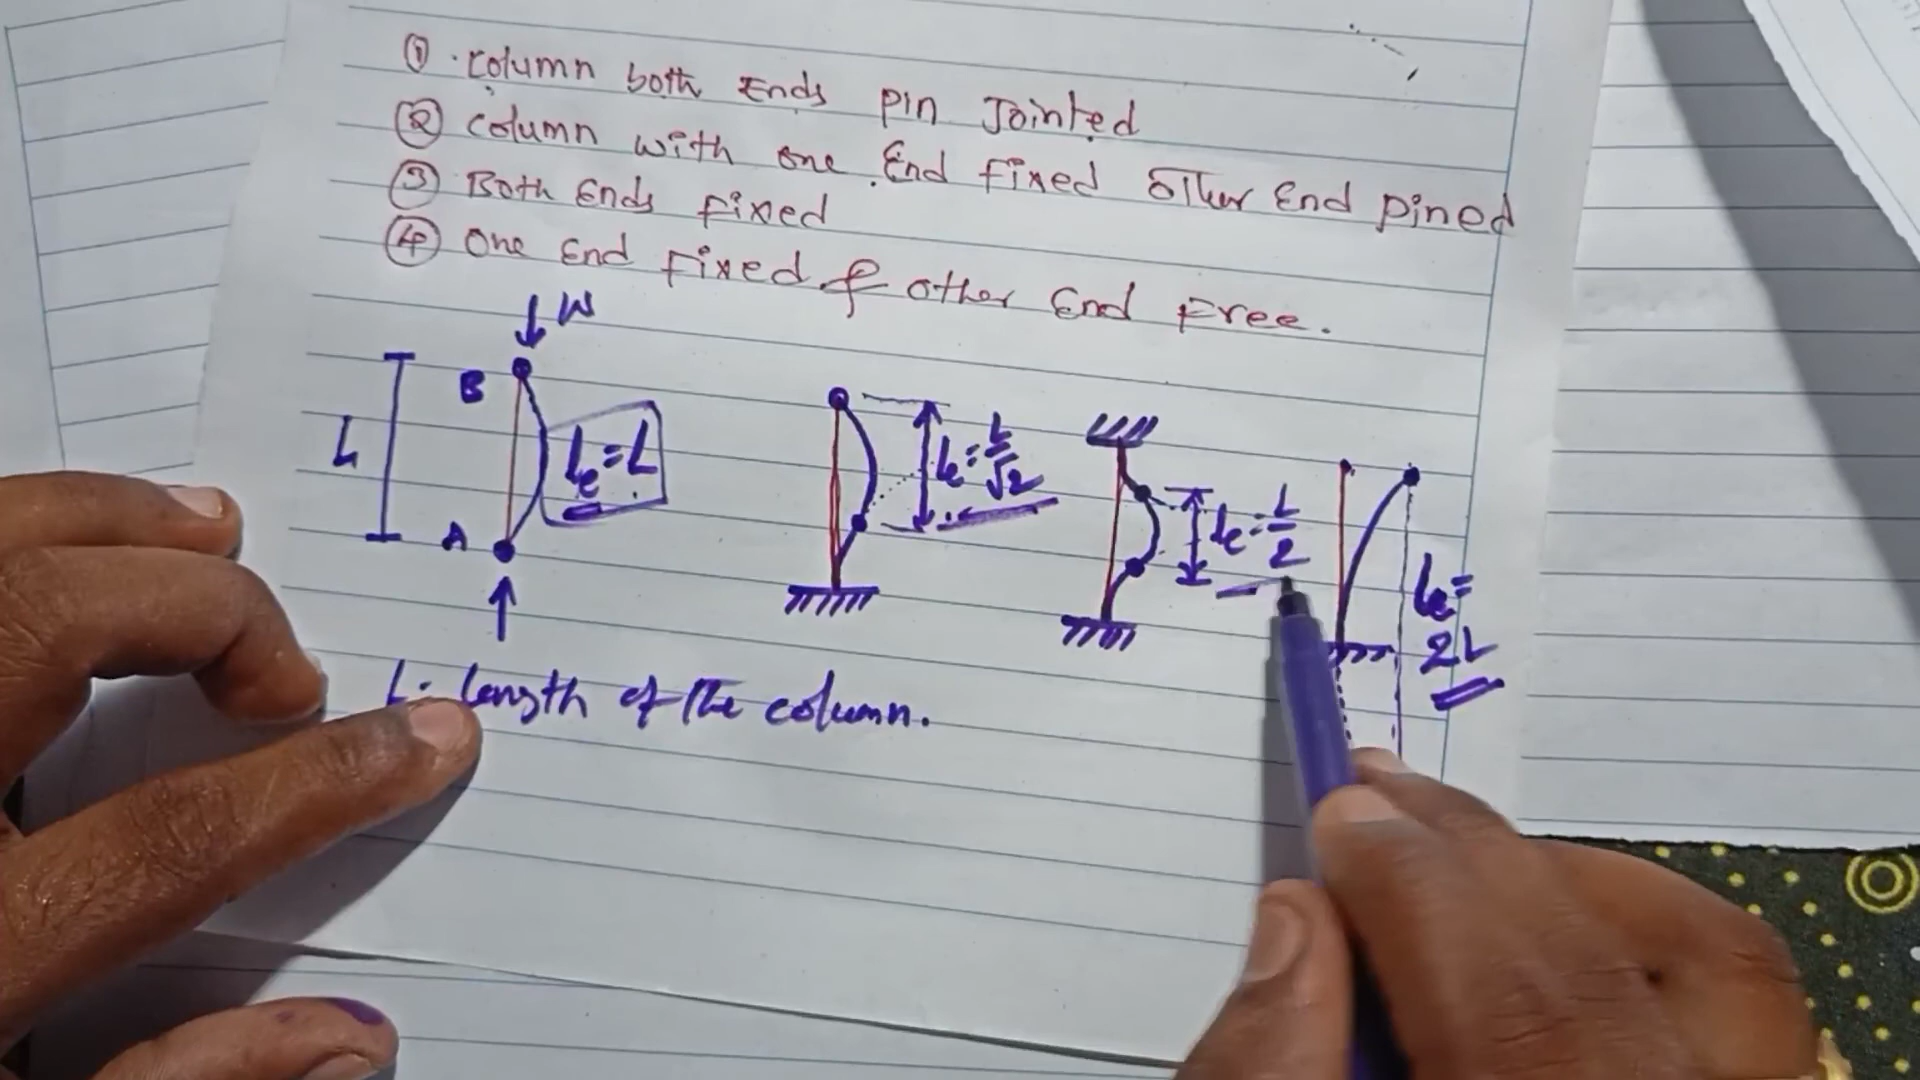 ① column both Ends Pin Jointed
② column with one End fixed other End Pined
③ Both Ends fixed
④ One End fixed & other End Free.
W
B
L
le = L
A
le = L/√2
le = L/2
le = 2L
L: length of the column.